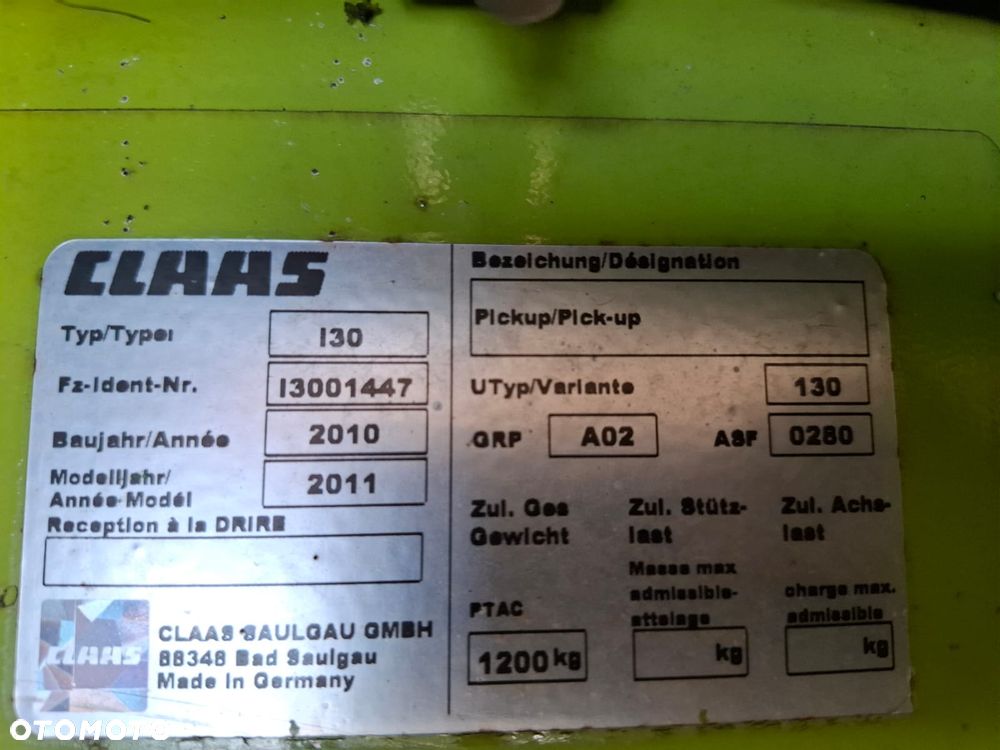 CLAAS
Typ/Type: I30
Fz-Ident-Nr. I3001447
Baujahr/Année 2010
Modelljahr/
Année-Modél 2011
Reception à la DRIRE
CLAAS
CLAAS SAULGAU GMBH
88348 Bad Saulgau
Made in Germany
Bezeichung/Désignation
Pickup/Pick-up
UTyp/Variante 130
GRP A02 ASF 0280
Zul. Ges Zul. Stütz- Zul. Achs-
Gewicht last last
Masse max
admissible- charge max.
PTAC attelage admissible
1200 kg kg kg
OTOMOTO